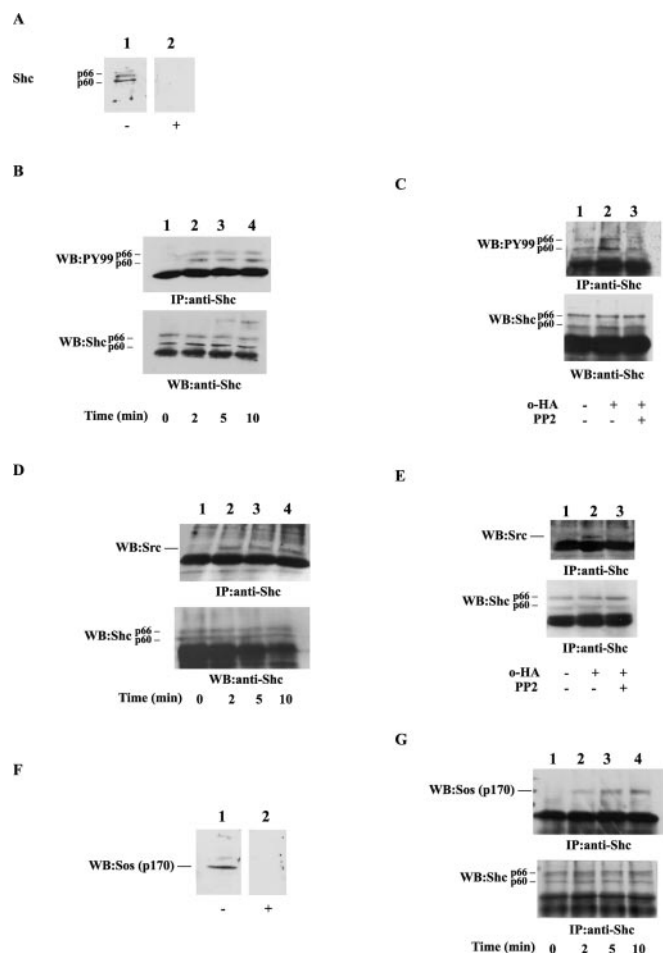 A
1 2
Shc
p66 –
p60 –
- +
B
1 2 3 4
WB:PY99
p66 –
p60 –
IP:anti-Shc
WB:Shc
p66 –
p60 –
WB:anti-Shc
Time (min) 0 2 5 10
C
1 2 3
WB:PY99
p66 –
p60 –
IP:anti-Shc
WB:Shc
p66 –
p60 –
WB:anti-Shc
o-HA - + +
PP2 - - +
D
1 2 3 4
WB:Src —
IP:anti-Shc
WB:Shc
p66 –
p60 –
WB:anti-Shc
Time (min) 0 2 5 10
E
1 2 3
WB:Src —
IP:anti-Shc
WB:Shc
p66 –
p60 –
IP:anti-Shc
o-HA - + +
PP2 - - +
F
1 2
WB:Sos (p170) —
- +
G
1 2 3 4
WB:Sos (p170) —
IP:anti-Shc
WB:Shc
p66 –
p60 –
IP:anti-Shc
Time (min) 0 2 5 10